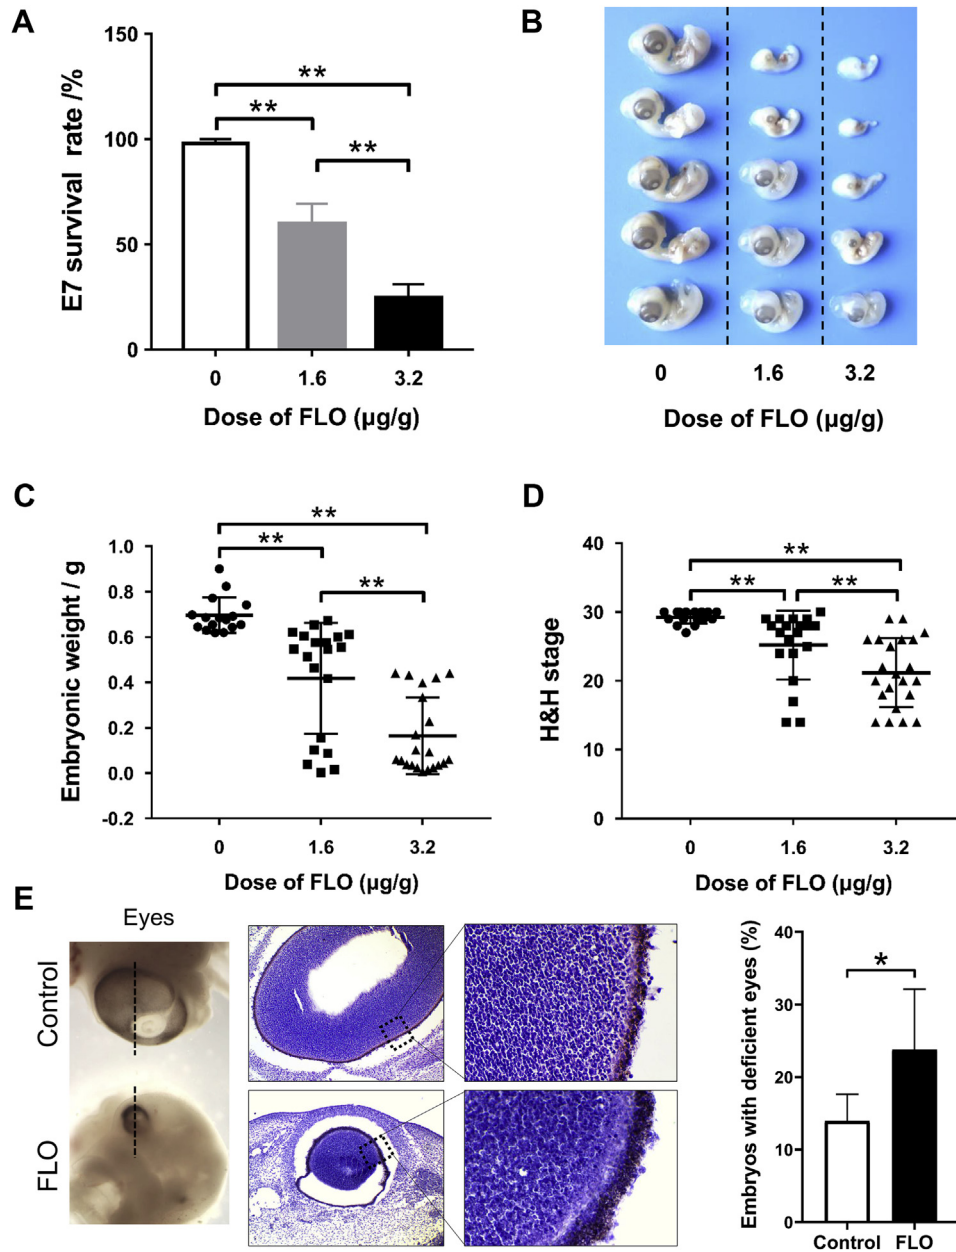 A
E7 survival rate /%
150
100
50
0
**
**
**
0 1.6 3.2
Dose of FLO (μg/g)
B
0 1.6 3.2
Dose of FLO (μg/g)
C
Embryonic weight / g
1.0
0.8
0.6
0.4
0.2
0.0
-0.2
**
**
**
0 1.6 3.2
Dose of FLO (μg/g)
D
H&H stage
40
30
20
10
0
**
**
**
0 1.6 3.2
Dose of FLO (μg/g)
E
Eyes
Control
FLO
Embryos with deficient eyes (%)
40
30
20
10
0
*
Control FLO